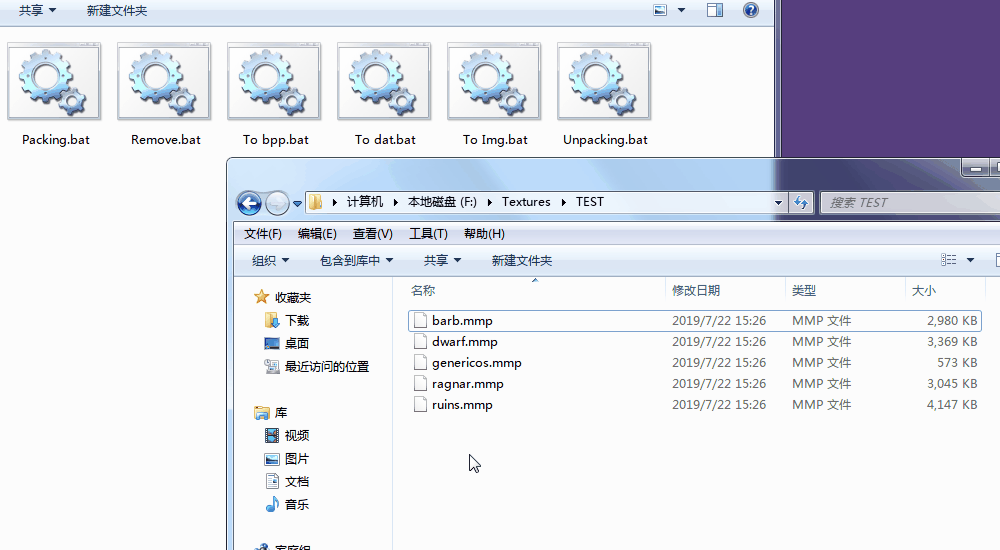 共享 新建文件夹
Packing.bat Remove.bat To bpp.bat To dat.bat To Img.bat Unpacking.bat
计算机 本地磁盘 (F:) Textures TEST 搜索 TEST
文件(F) 编辑(E) 查看(V) 工具(T) 帮助(H)
组织 包含到库中 共享 新建文件夹
收藏夹
下载
桌面
最近访问的位置
库
视频
图片
文档
音乐
家庭组
名称 修改日期 类型 大小
barb.mmp 2019/7/22 15:26 MMP 文件 2,980 KB
dwarf.mmp 2019/7/22 15:26 MMP 文件 3,369 KB
genericos.mmp 2019/7/22 15:26 MMP 文件 573 KB
ragnar.mmp 2019/7/22 15:26 MMP 文件 3,045 KB
ruins.mmp 2019/7/22 15:26 MMP 文件 4,147 KB